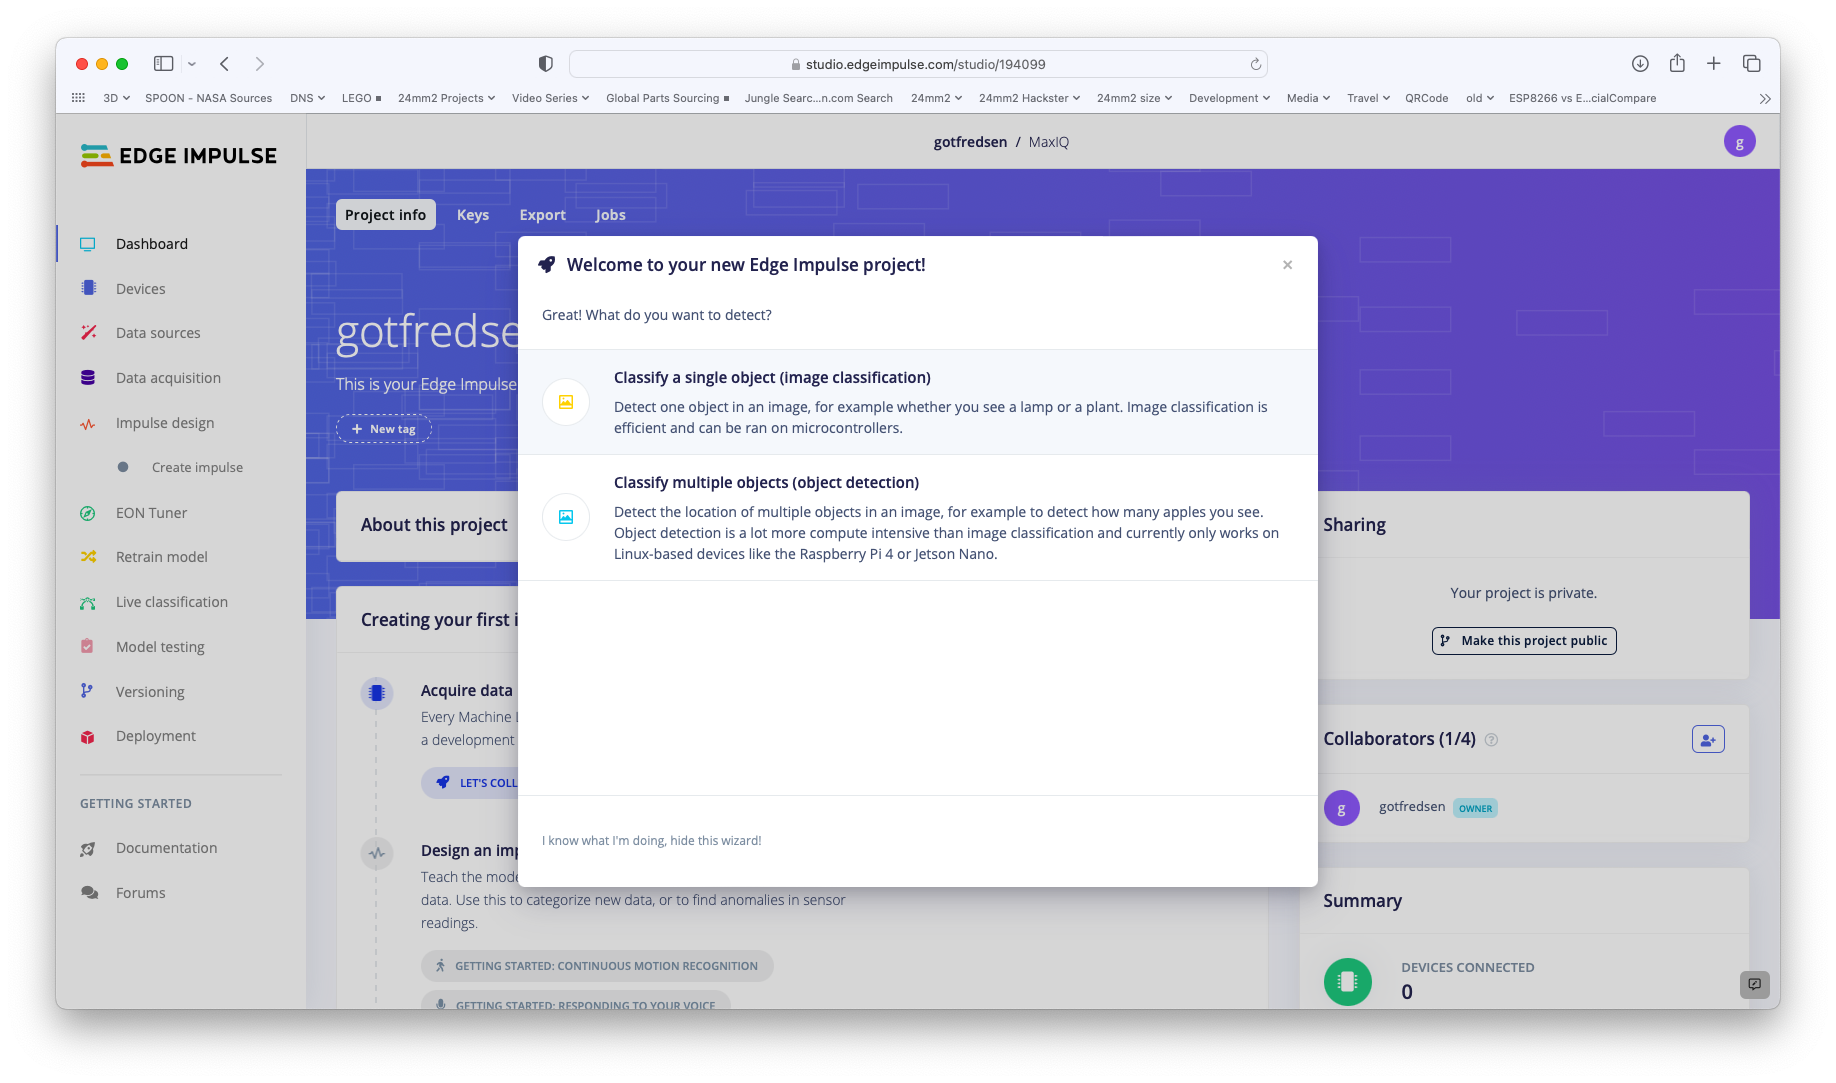 studio.edgeimpulse.com/studio/194099
3D SPOON - NASA Sources DNS LEGO 24mm2 Projects Video Series Global Parts Sourcing Jungle Searc...n.com Search 24mm2 24mm2 Hackster 24mm2 size Development Media Travel QRCode old ESP8266 vs E...cialCompare
EDGE IMPULSE
gotfredsen / MaxIQ
g
Dashboard
Devices
Data sources
Data acquisition
Impulse design
Create impulse
EON Tuner
Retrain model
Live classification
Model testing
Versioning
Deployment
GETTING STARTED
Documentation
Forums
Project info Keys Export Jobs
gotfredse
This is your Edge Impulse
+ New tag
About this project
Creating your first i
Acquire data
Every Machine L
a development
LET'S COLL
Design an imp
Teach the mode
data. Use this to categorize new data, or to find anomalies in sensor
readings.
GETTING STARTED: CONTINUOUS MOTION RECOGNITION
GETTING STARTED: RESPONDING TO YOUR VOICE
Welcome to your new Edge Impulse project!
×
Great! What do you want to detect?
Classify a single object (image classification)
Detect one object in an image, for example whether you see a lamp or a plant. Image classification is
efficient and can be ran on microcontrollers.
Classify multiple objects (object detection)
Detect the location of multiple objects in an image, for example to detect how many apples you see.
Object detection is a lot more compute intensive than image classification and currently only works on
Linux-based devices like the Raspberry Pi 4 or Jetson Nano.
I know what I'm doing, hide this wizard!
Sharing
Your project is private.
Make this project public
Collaborators (1/4) ?
g
gotfredsen OWNER
Summary
DEVICES CONNECTED
0